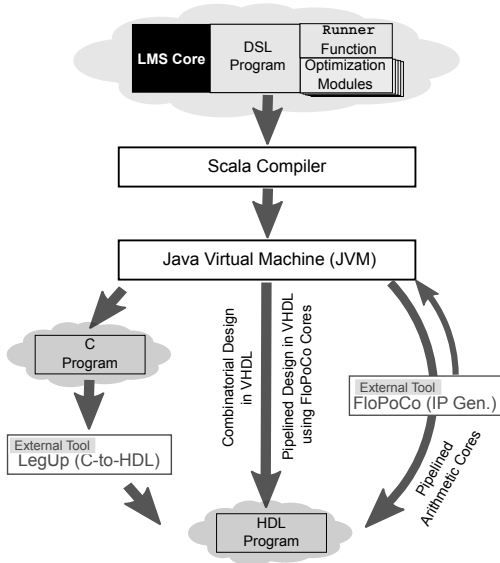 LMS Core
DSL
Program
Runner
Function
Optimization
Modules
Scala Compiler
Java Virtual Machine (JVM)
C
Program
Combinatorial Design
in VHDL
Pipelined Design in VHDL
using FloPoCo Cores
External Tool
FloPoCo (IP Gen.)
External Tool
LegUp (C-to-HDL)
Pipelined
Arithmetic Cores
HDL
Program